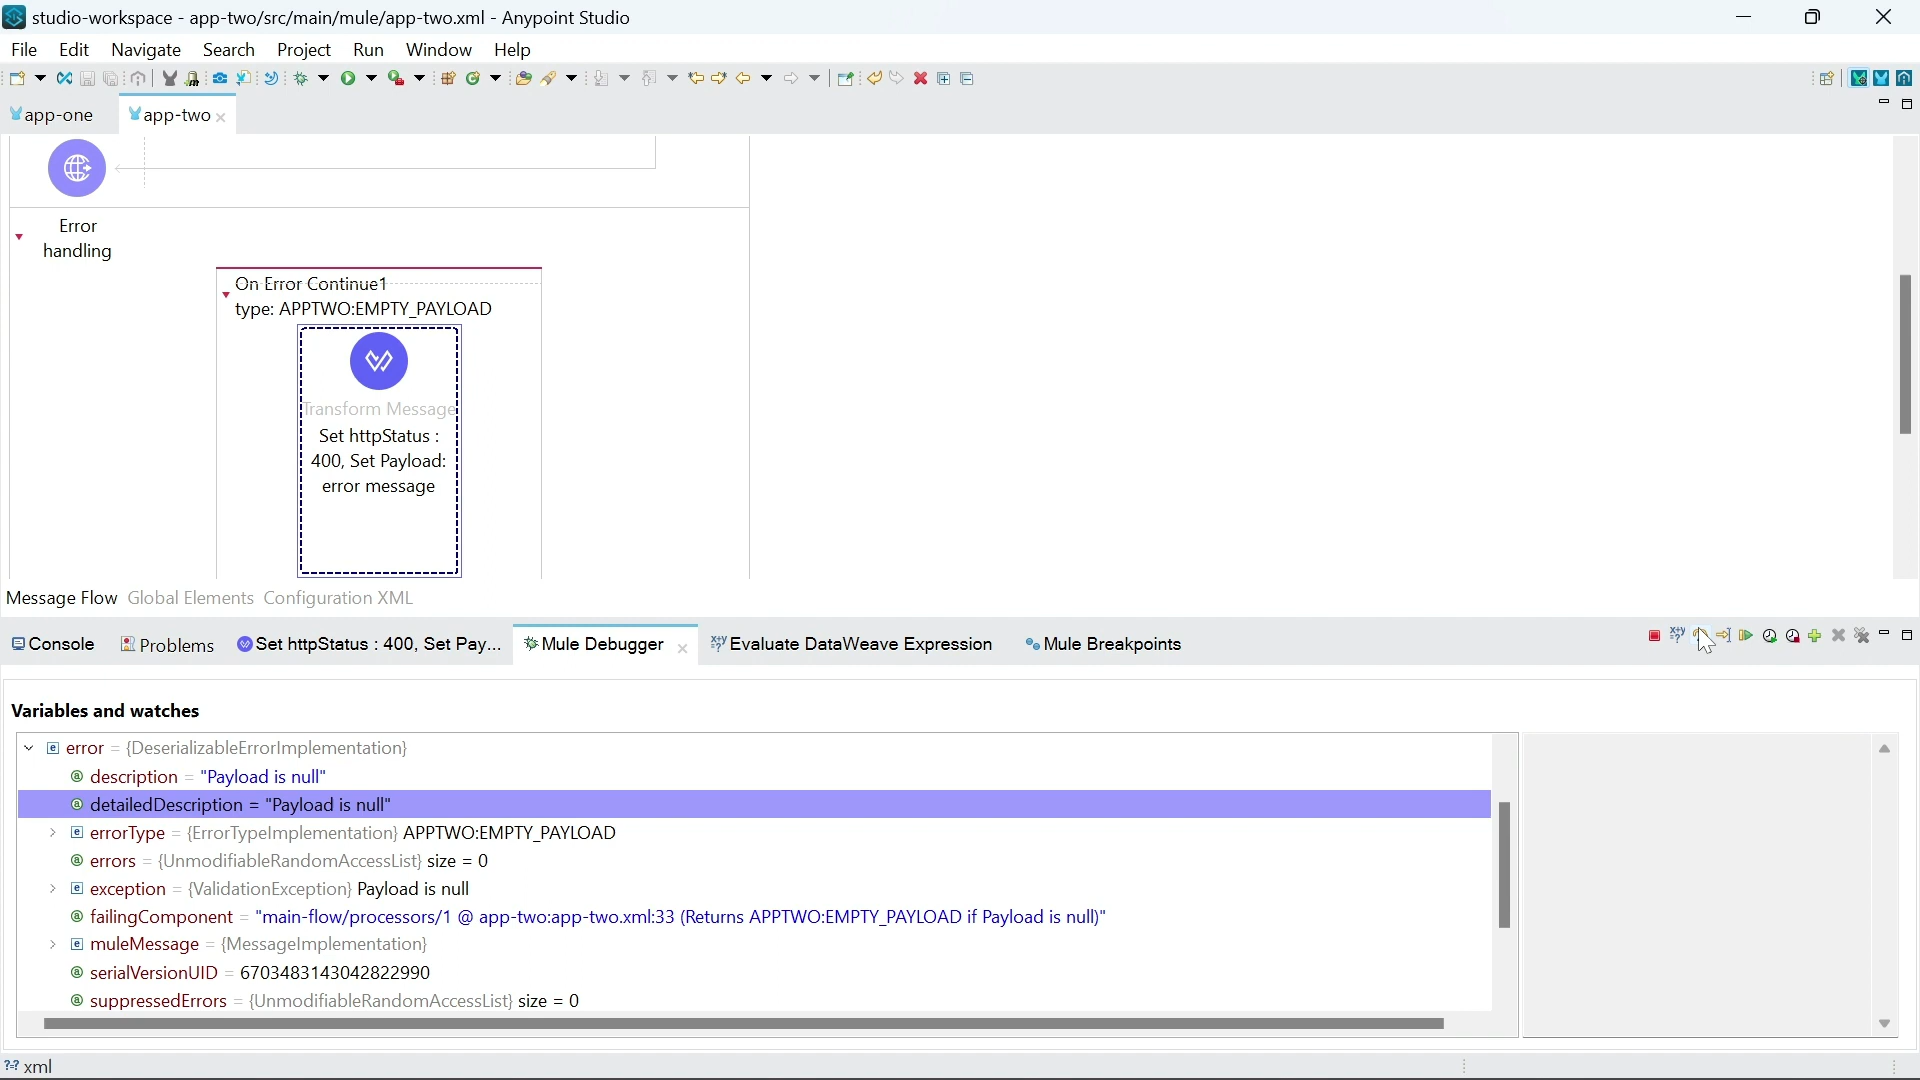 studio-workspace - app-two/src/main/mule/app-two.xml - Anypoint Studio
File Edit Navigate Search Project Run Window Help
app-one app-two
Error
handling
On Error Continue1
type: APPTWO:EMPTY_PAYLOAD
Transform Message
Set httpStatus :
400, Set Payload:
error message
Message Flow Global Elements Configuration XML
Console Problems Set httpStatus : 400, Set Pay... Mule Debugger Evaluate DataWeave Expression Mule Breakpoints
Variables and watches
error = {DeserializableErrorImplementation}
description = "Payload is null"
detailedDescription = "Payload is null"
errorType = {ErrorTypeImplementation} APPTWO:EMPTY_PAYLOAD
errors = {UnmodifiableRandomAccessList} size = 0
exception = {ValidationException} Payload is null
failingComponent = "main-flow/processors/1 @ app-two:app-two.xml:33 (Returns APPTWO:EMPTY_PAYLOAD if Payload is null)"
muleMessage = {MessageImplementation}
serialVersionUID = 6703483143042822990
suppressedErrors = {UnmodifiableRandomAccessList} size = 0
xml